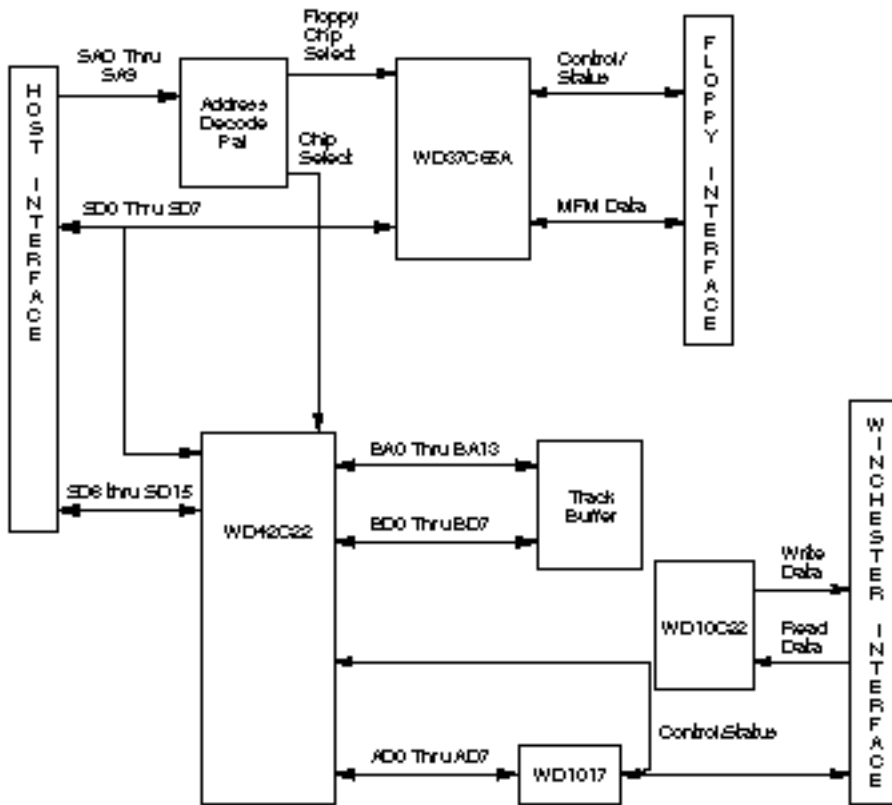 HOST INTERFACE
SA0 Thru
SA9
Address
Decode
Pal
Floppy
Chip
Select
Chip
Select
WD37C65A
Control/
Status
MFM Data
FLOPPY INTERFACE
SD0 Thru SD7
SD8 thru SD15
WD42C22
BA0 Thru BA13
BD0 Thru BD7
Track
Buffer
WD10C22
Write
Data
Read
Data
WINCHESTER INTERFACE
Control/Status
AD0 Thru AD7
WD1017